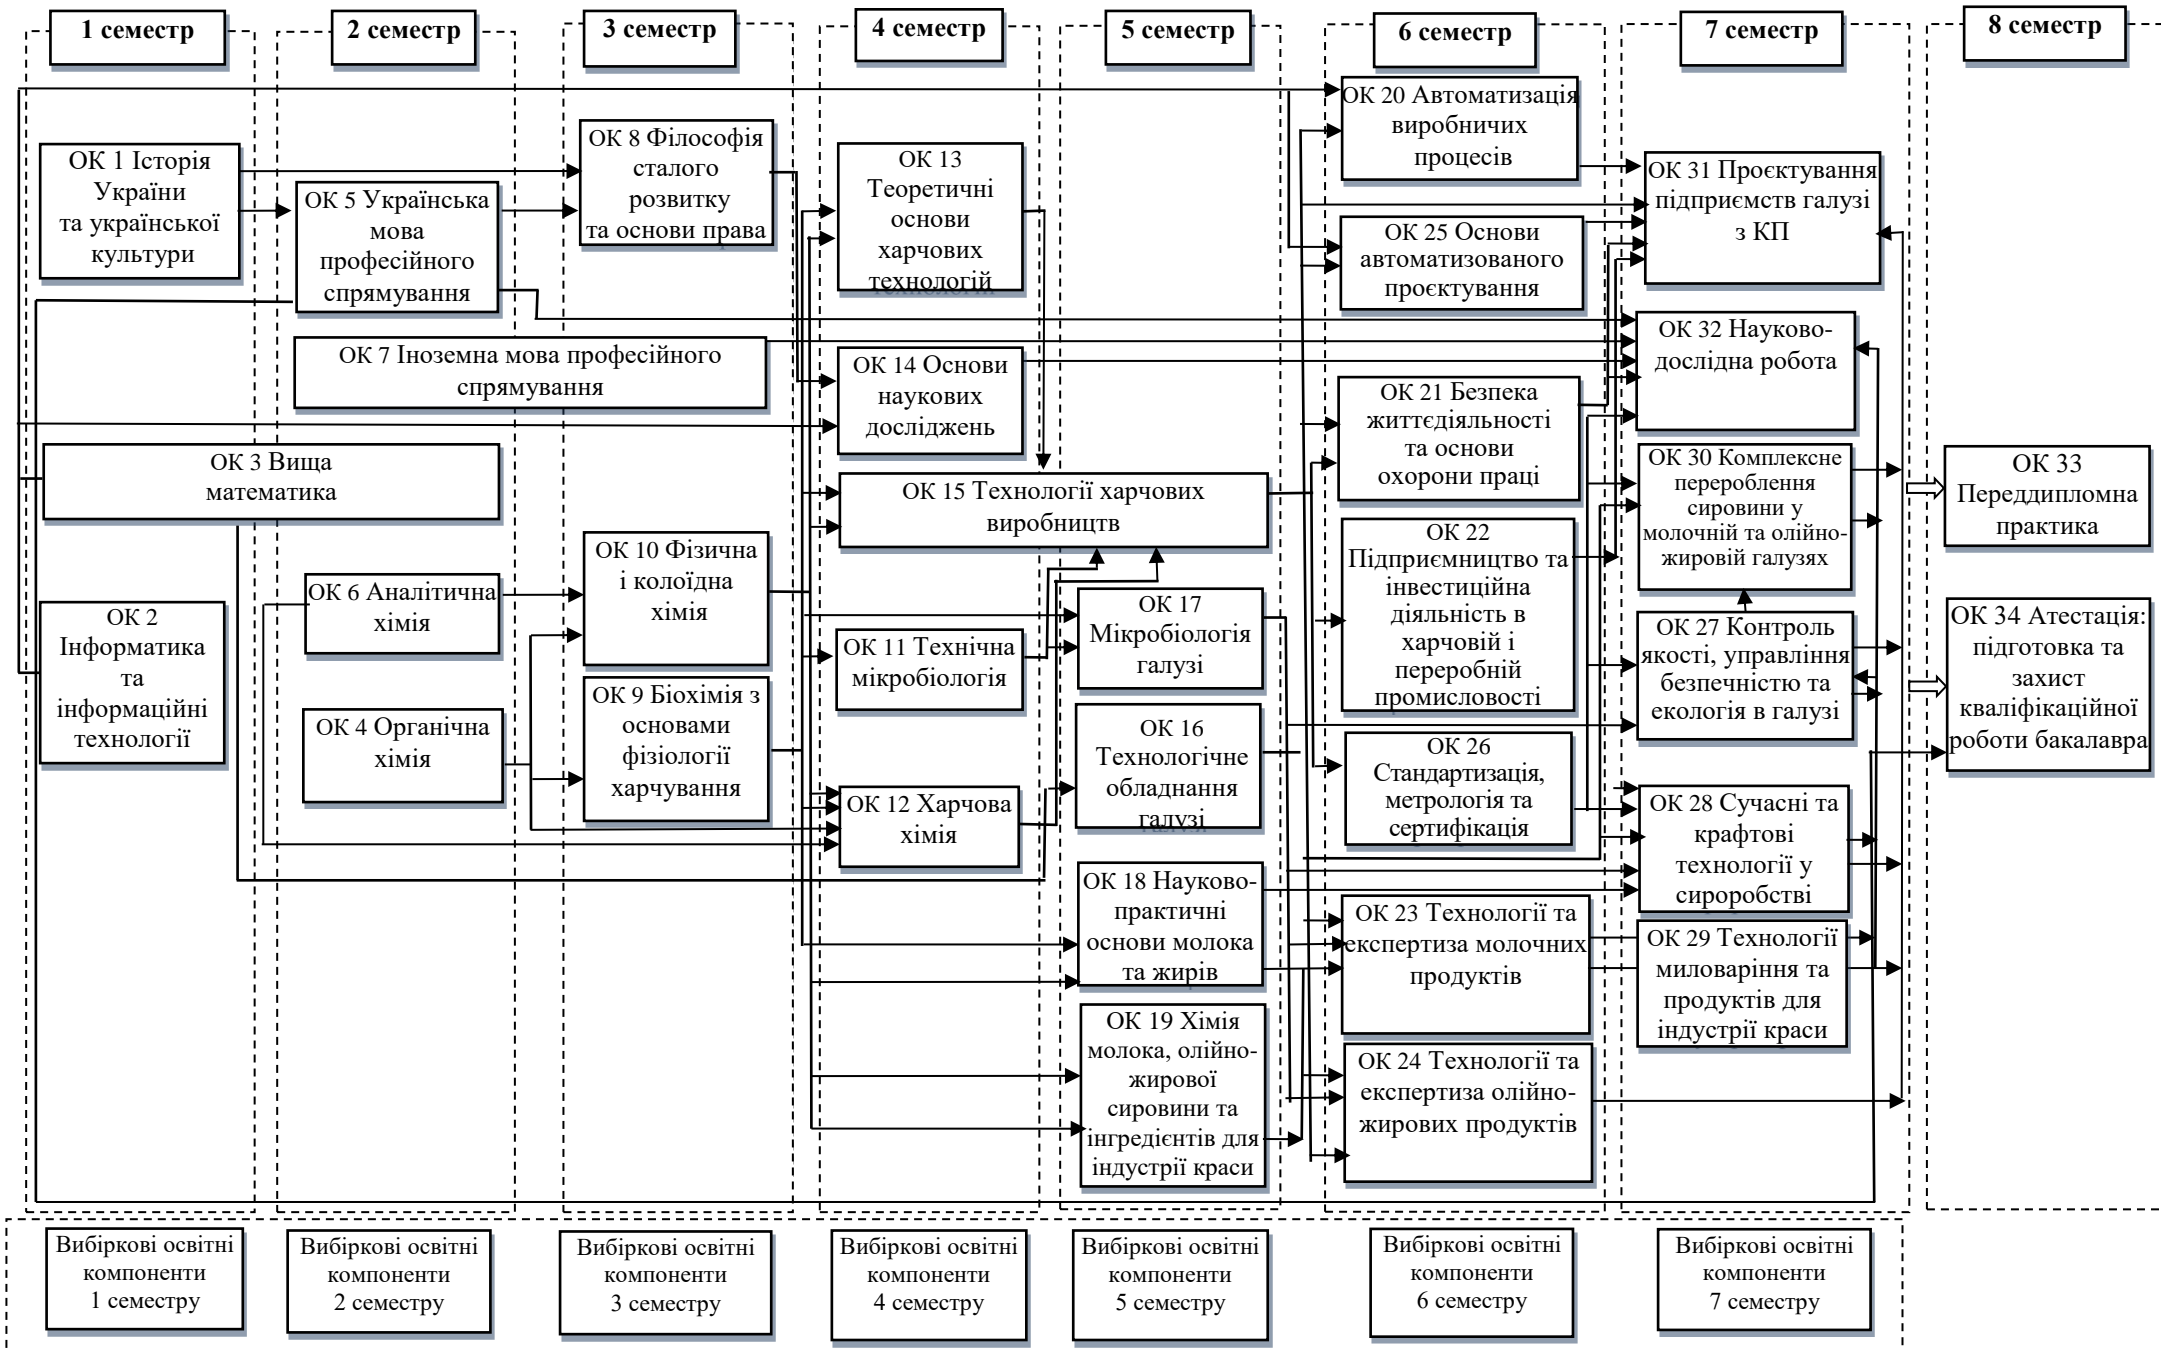 1 семестр
2 семестр
3 семестр
4 семестр
5 семестр
6 семестр
7 семестр
8 семестр
ОК 1 Історія
України
та української
культури
ОК 3 Вища
математика
ОК 2
Інформатика
та
інформаційні
технології
ОК 5 Українська
мова
професійного
спрямування
ОК 7 Іноземна мова професійного
спрямування
ОК 6 Аналітична
хімія
ОК 4 Органічна
хімія
ОК 8 Філософія
сталого
розвитку
та основи права
ОК 10 Фізична
і колоїдна
хімія
ОК 9 Біохімія з
основами
фізіології
харчування
ОК 13
Теоретичні
основи
харчових
технологій
ОК 14 Основи
наукових
досліджень
ОК 15 Технології харчових
виробництв
ОК 11 Технічна
мікробіологія
ОК 12 Харчова
хімія
ОК 17
Мікробіологія
галузі
ОК 16
Технологічне
обладнання
галузі
ОК 18 Науково-
практичні
основи молока
та жирів
ОК 19 Хімія
молока, олійно-
жирової
сировини та
інгредієнтів для
індустрії краси
ОК 20 Автоматизація
виробничих
процесів
ОК 25 Основи
автоматизованого
проєктування
ОК 21 Безпека
життєдіяльності
та основи
охорони праці
ОК 22
Підприємництво та
інвестиційна
діяльність в
харчовій і
переробній
промисловості
ОК 26
Стандартизація,
метрологія та
сертифікація
ОК 23 Технології та
експертиза молочних
продуктів
ОК 24 Технології та
експертиза олійно-
жирових продуктів
ОК 31 Проєктування
підприємств галузі
з КП
ОК 32 Науково-
дослідна робота
ОК 30 Комплексне
перероблення
сировини у
молочній та олійно-
жировій галузях
ОК 27 Контроль
якості, управління
безпечністю та
екологія в галузі
ОК 28 Сучасні та
крафтові
технології у
сироробстві
ОК 29 Технології
миловаріння та
продуктів для
індустрії краси
ОК 33
Переддипломна
практика
ОК 34 Атестація:
підготовка та
захист
кваліфікаційної
роботи бакалавра
Вибіркові освітні
компоненти
1 семестру
Вибіркові освітні
компоненти
2 семестру
Вибіркові освітні
компоненти
3 семестру
Вибіркові освітні
компоненти
4 семестру
Вибіркові освітні
компоненти
5 семестру
Вибіркові освітні
компоненти
6 семестру
Вибіркові освітні
компоненти
7 семестру